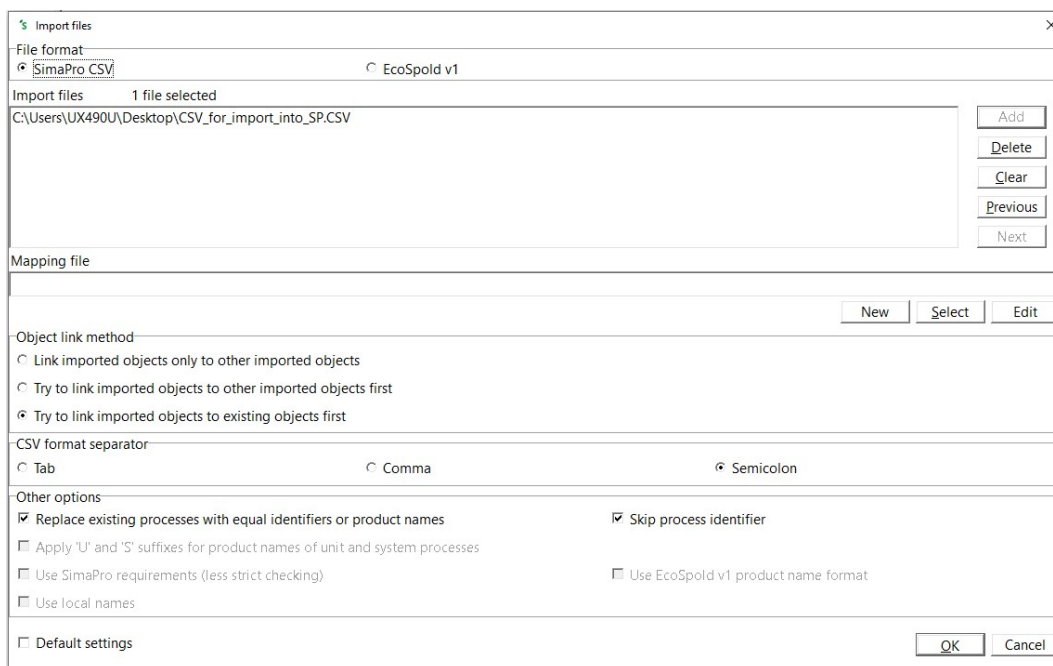 Import files
File format
SimaPro CSV EcoSpold v1
Import files 1 file selected
C:\Users\UX490U\Desktop\CSV_for_import_into_SP.CSV
Add
Delete
Clear
Previous
Next
Mapping file
New Select Edit
Object link method
Link imported objects only to other imported objects
Try to link imported objects to other imported objects first
Try to link imported objects to existing objects first
CSV format separator
Tab Comma Semicolon
Other options
Replace existing processes with equal identifiers or product names Skip process identifier
Apply 'U' and 'S' suffixes for product names of unit and system processes
Use SimaPro requirements (less strict checking) Use EcoSpold v1 product name format
Use local names
Default settings
OK Cancel